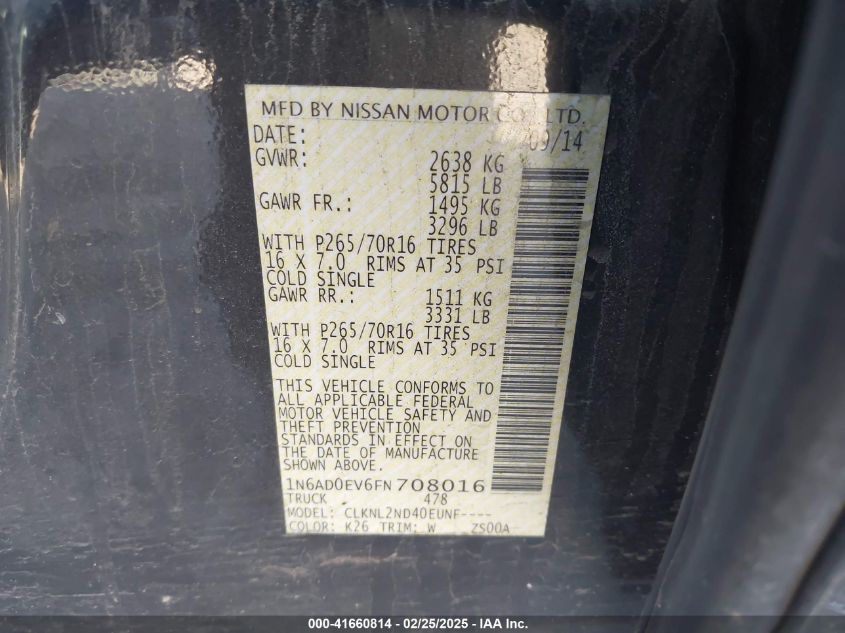 MFD BY NISSAN MOTOR CO., LTD.
DATE: 09/14
GVWR: 2638 KG
5815 LB
GAWR FR.: 1495 KG
3296 LB
WITH P265/70R16 TIRES
16 X 7.0 RIMS AT 35 PSI
COLD SINGLE
GAWR RR.: 1511 KG
3331 LB
WITH P265/70R16 TIRES
16 X 7.0 RIMS AT 35 PSI
COLD SINGLE
THIS VEHICLE CONFORMS TO
ALL APPLICABLE FEDERAL
MOTOR VEHICLE SAFETY AND
THEFT PREVENTION
STANDARDS IN EFFECT ON
THE DATE OF MANUFACTURE
SHOWN ABOVE.
1N6AD0EV6FN708016
TRUCK 478
MODEL: CLKNL2ND40EUNF----
COLOR: K26 TRIM: W ZS00A
000-41660814 - 02/25/2025 - IAA Inc.